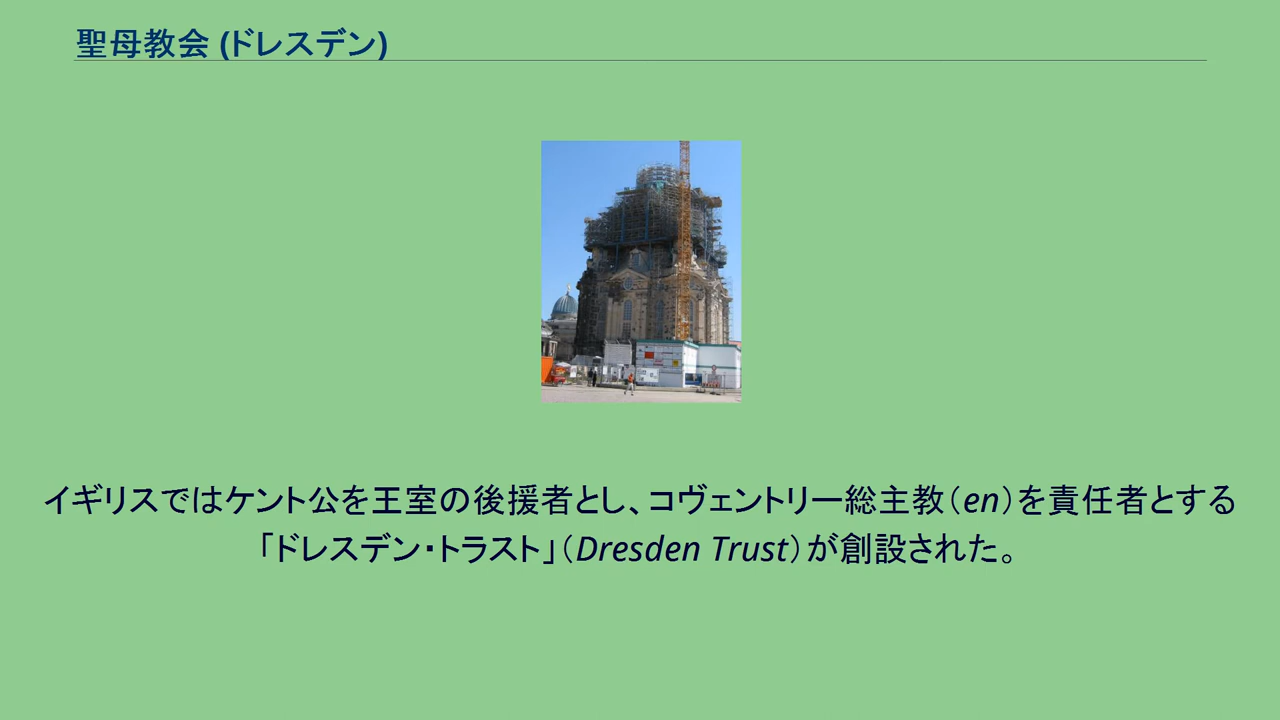 聖母教会 (ドレスデン)
イギリスではケント公を王室の後援者とし、コヴェントリー総主教(en)を責任者とする
「ドレスデン・トラスト」(Dresden Trust)が創設された。